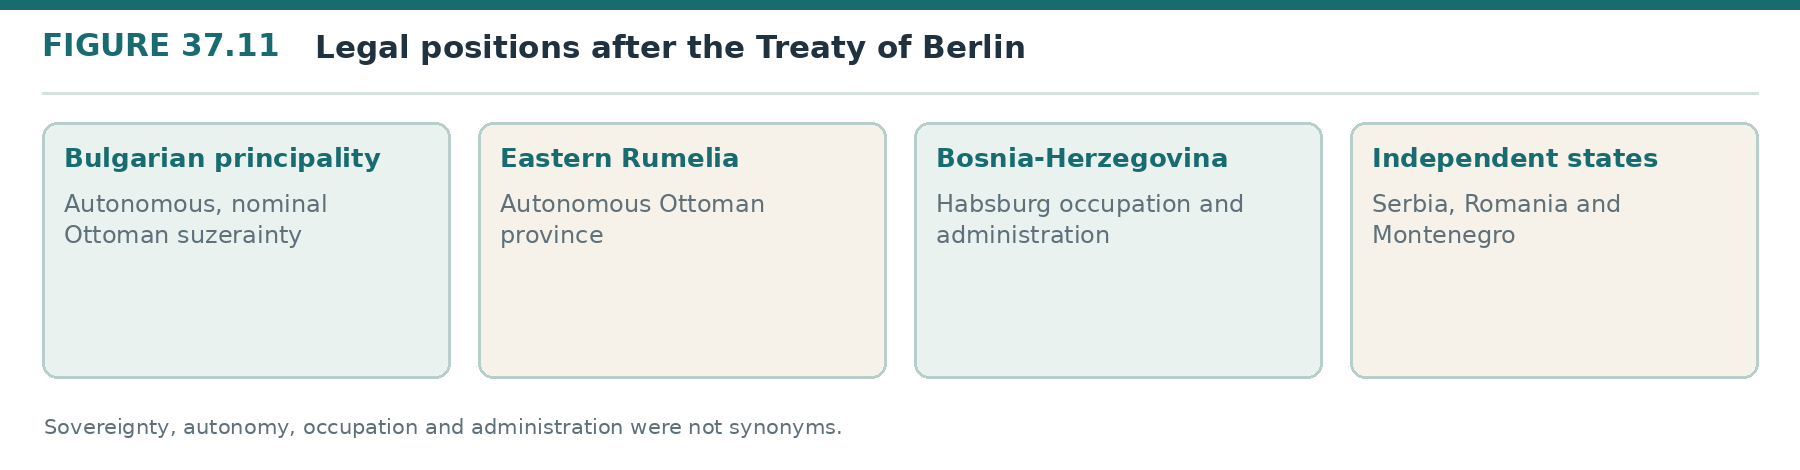 FIGURE 37.11 Legal positions after the Treaty of Berlin
Bulgarian principality
Autonomous, nominal
Ottoman suzerainty
Eastern Rumelia
Autonomous Ottoman
province
Bosnia-Herzegovina
Habsburg occupation and
administration
Independent states
Serbia, Romania and
Montenegro
Sovereignty, autonomy, occupation and administration were not synonyms.